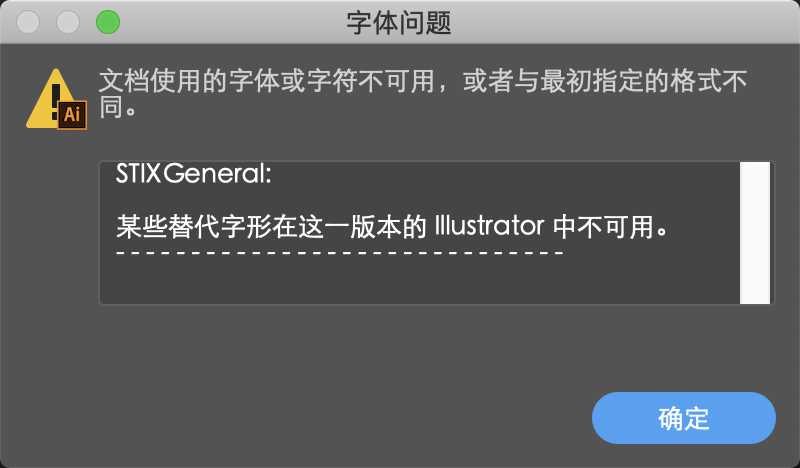 字体问题
文档使用的字体或字符不可用，或者与最初指定的格式不
同。
Ai
STIXGeneral:
某些替代字形在这一版本的 Illustrator 中不可用。
------------------------------
确定